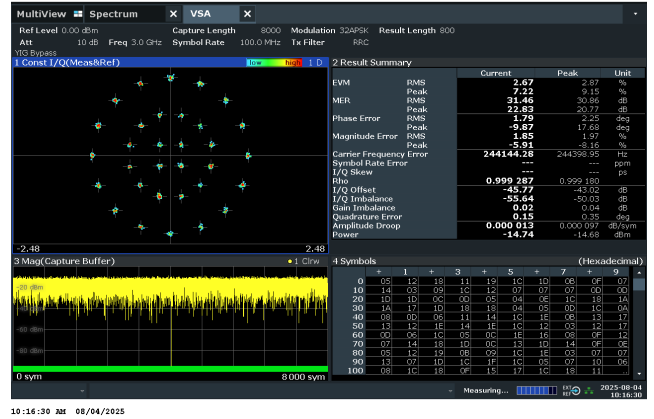 MultiView Spectrum X VSA X
Ref Level 0.00 dBm Capture Length 8000 Modulation 32APSK Result Length 800
Att 10 dB Freq 3.0 GHz Symbol Rate 100.0 MHz Tx Filter RRC
YIG Bypass
1 Const I/Q(Meas&Ref) low high 1 D
-2.48 2.48
2 Result Summary
Current Peak Unit
EVM RMS 2.67 2.87 %
Peak 7.22 9.15 %
MER RMS 31.46 30.86 dB
Peak 22.83 20.77 dB
Phase Error RMS 1.79 2.25 deg
Peak -9.87 17.68 deg
Magnitude Error RMS 1.85 1.97 %
Peak -5.91 -8.16 %
Carrier Frequency Error 244144.28 244398.95 Hz
Symbol Rate Error --- --- ppm
I/Q Skew --- --- ps
Rho 0.999 287 0.999 180
I/Q Offset -45.77 -43.02 dB
I/Q Imbalance -55.64 -50.03 dB
Gain Imbalance 0.02 0.04 dB
Quadrature Error 0.15 0.35 deg
Amplitude Droop 0.000 013 0.000 097 dB/sym
Power -14.74 -14.68 dBm
3 Mag(Capture Buffer) 1 Clrw
-20 dBm
-60 dBm
-80 dBm
0 sym 8000 sym
4 Symbols (Hexadecimal)
+ 1 + 3 + 5 + 7 + 9
0 05 12 18 11 19 1C 1D 0B 0F 07
10 14 03 09 1C 12 07 07 07 0D 0D
20 1D 1D 0C 0D 05 04 0E 1C 18 1A
30 1A 17 1D 18 18 04 05 0D 1C 0A
40 08 0D 06 11 14 1C 1E 0B 13 17
50 13 12 1E 14 1E 1C 12 03 12 17
60 0D 06 1C 05 0C 1E 16 08 0F 12
70 07 14 18 1D 0C 13 1D 14 0F 0E
80 05 12 19 0B 09 1C 1E 03 07 07
90 13 07 1D 1C 1F 1C 05 07 10 06
100 08 1C 18 0F 15 17 1C 18 11
Measuring... EXT REF 2025-08-04
10:16:30
10:16:30 AM 08/04/2025